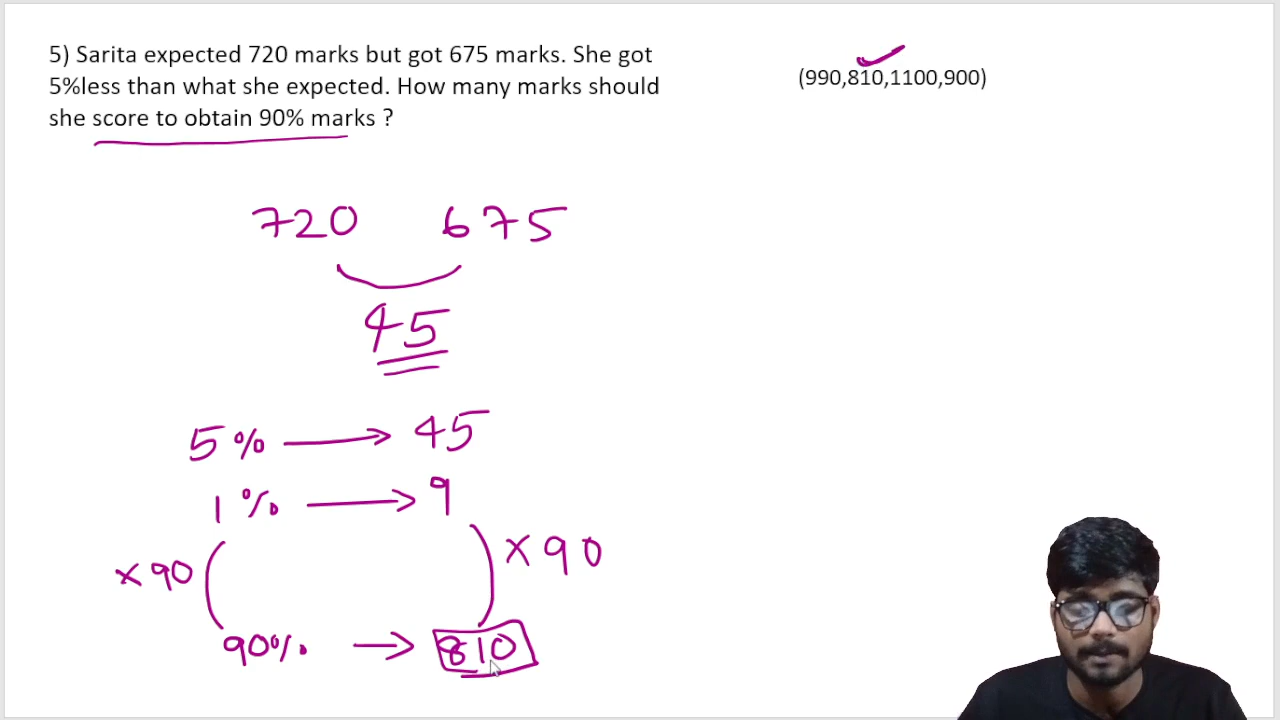 5) Sarita expected 720 marks but got 675 marks. She got
5%less than what she expected. How many marks should
she score to obtain 90% marks ?
(990,810,1100,900)
720 675
45
5% → 45
1% → 9
×90 ×90
90% → 810